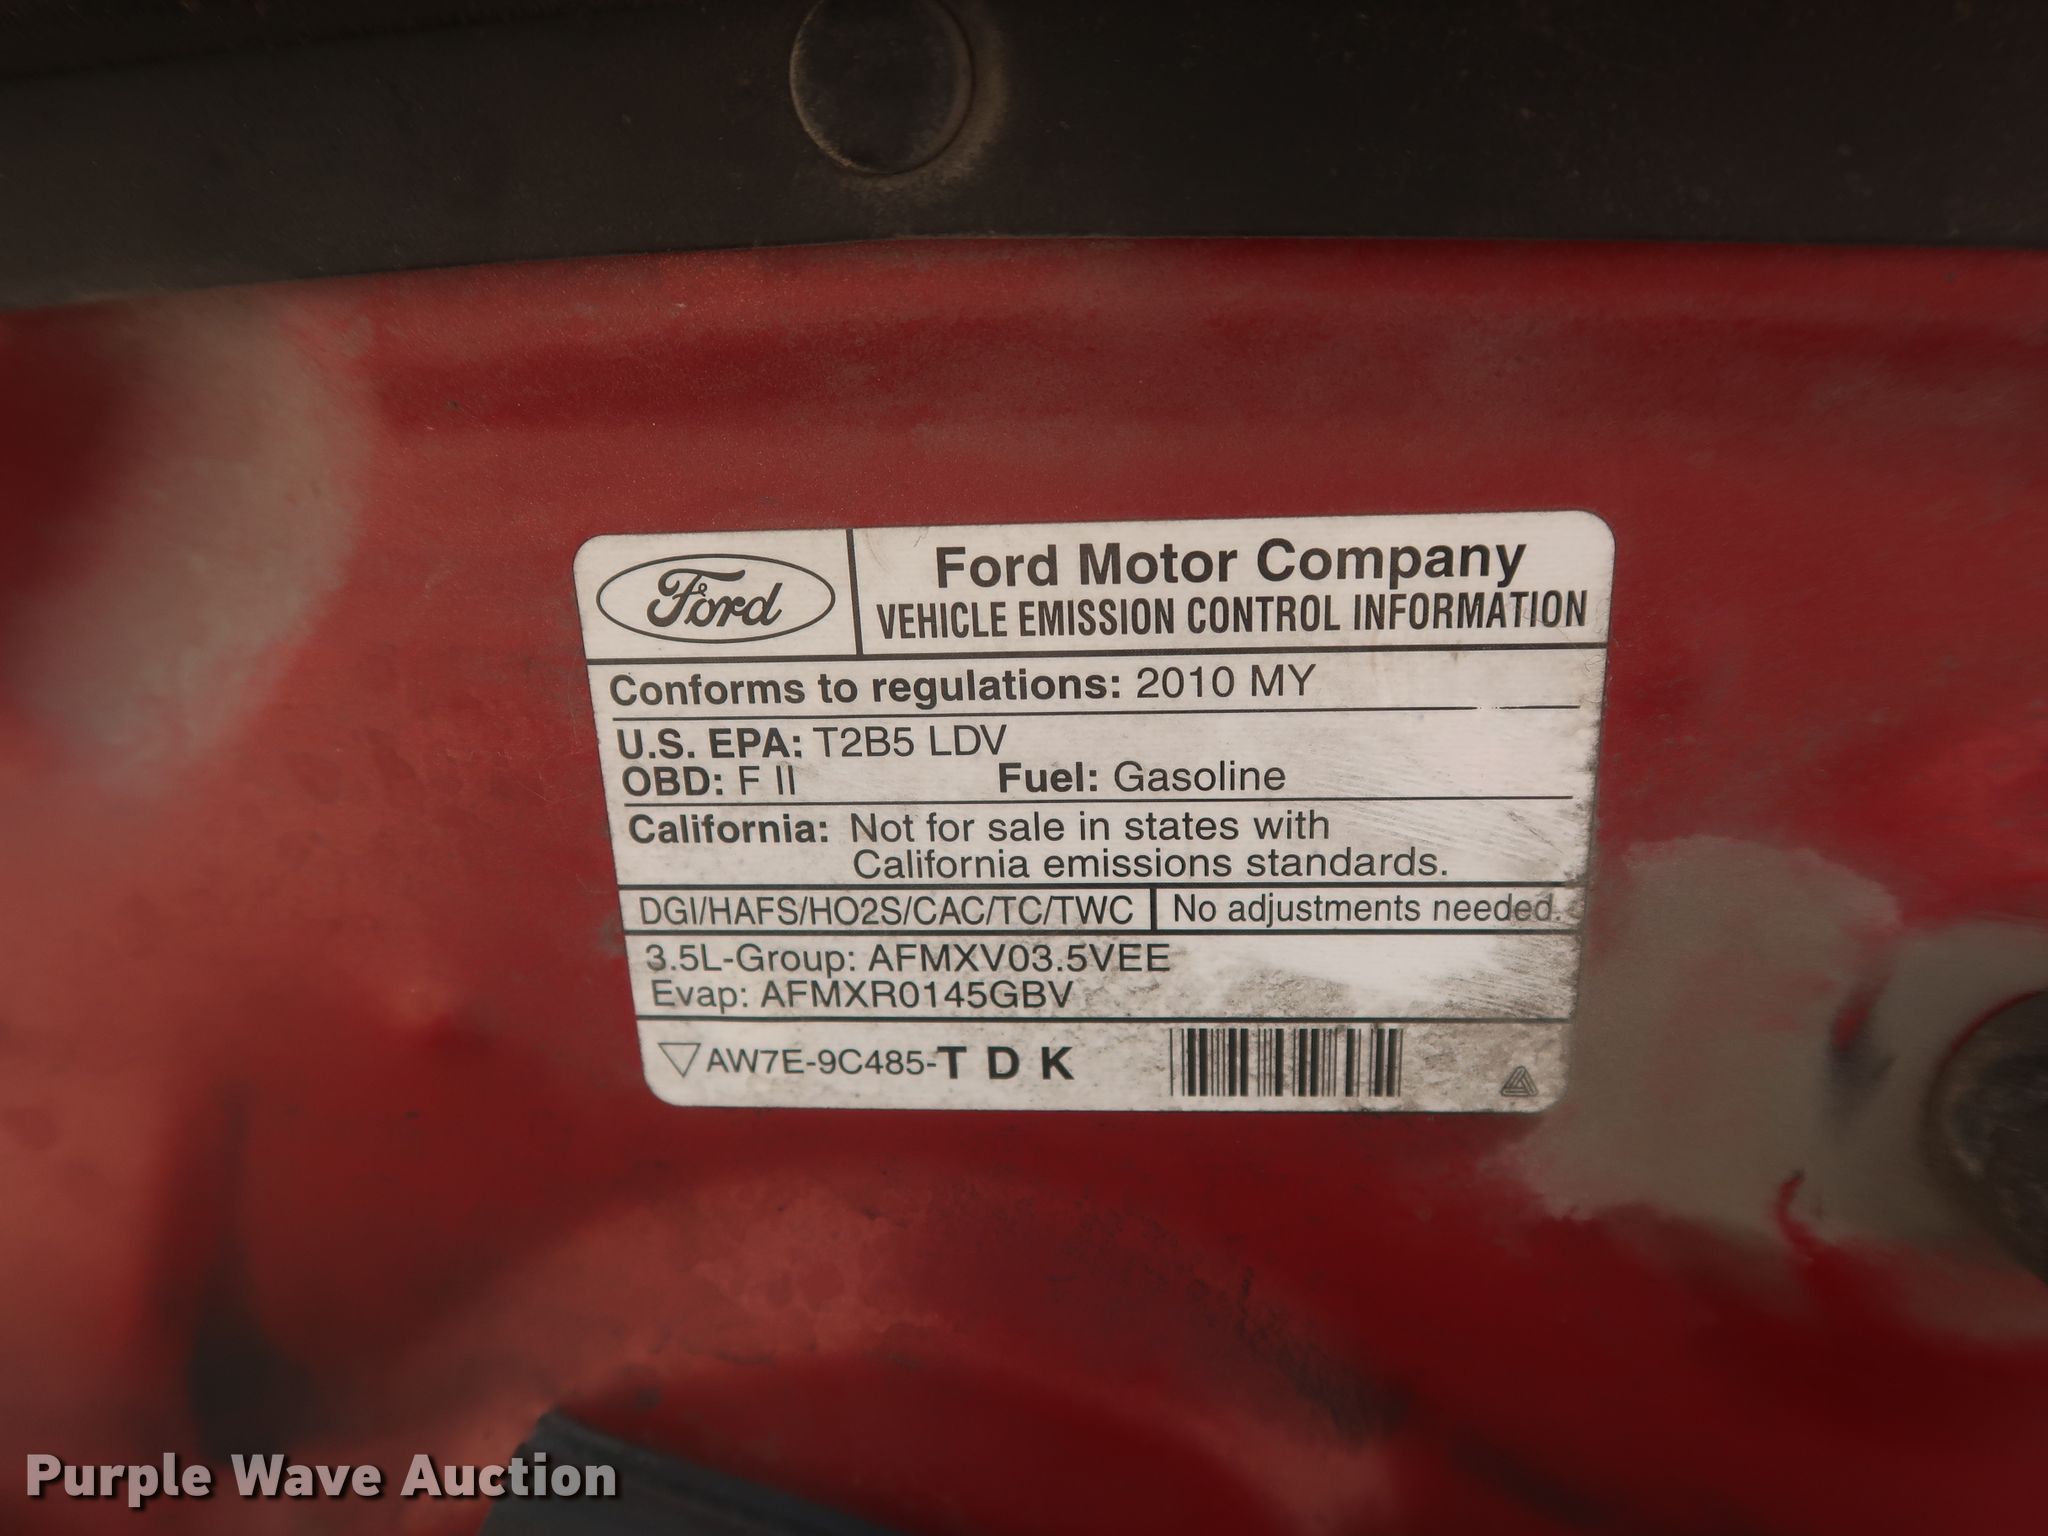 Ford
Ford Motor Company
VEHICLE EMISSION CONTROL INFORMATION
Conforms to regulations: 2010 MY
U.S. EPA: T2B5 LDV
OBD: F II Fuel: Gasoline
California: Not for sale in states with
California emissions standards.
DGI/HAFS/HO2S/CAC/TC/TWC No adjustments needed.
3.5L-Group: AFMXV03.5VEE
Evap: AFMXR0145GBV
AW7E-9C485-T D K
Purple Wave Auction